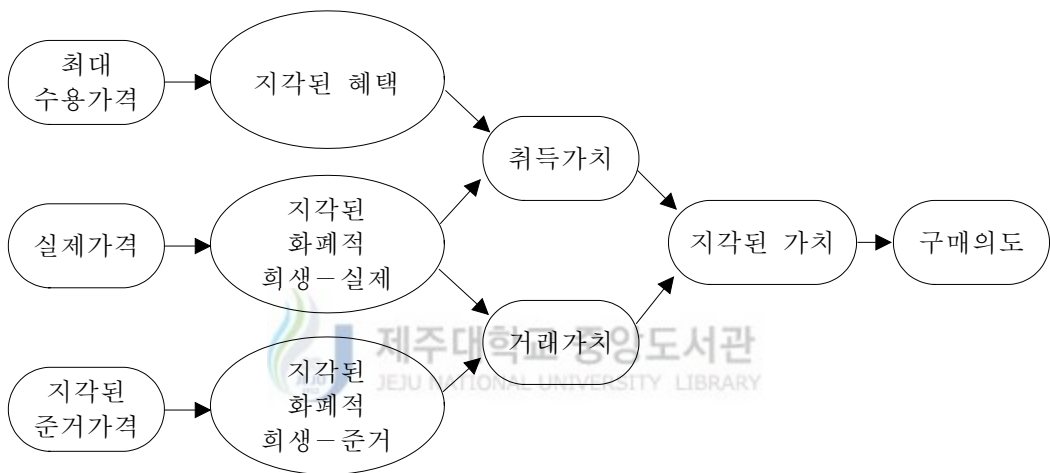 최대
수용가격
지각된 혜택
취득가치
실제가격
지각된
화폐적
희생-실제
지각된 가치
구매의도
거래가치
제주대학교 중앙도서관
JEJU NATIONAL UNIVERSITY LIBRARY
지각된
준거가격
지각된
화폐적
희생-준거